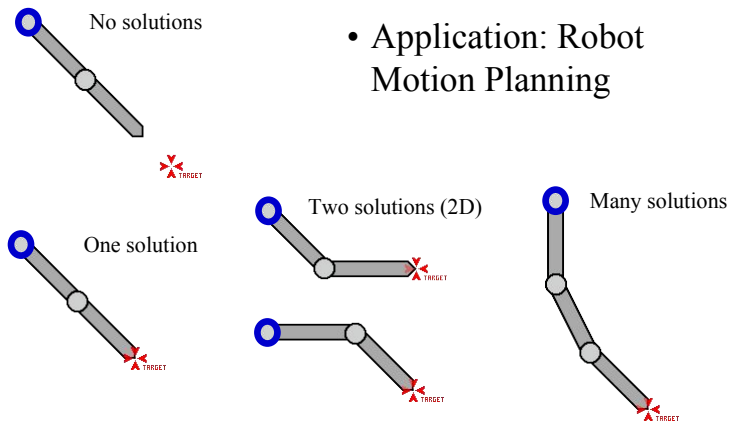 No solutions
• Application: Robot
Motion Planning
TARGET
Two solutions (2D)
Many solutions
One solution
TARGET
TARGET
TARGET
TARGET